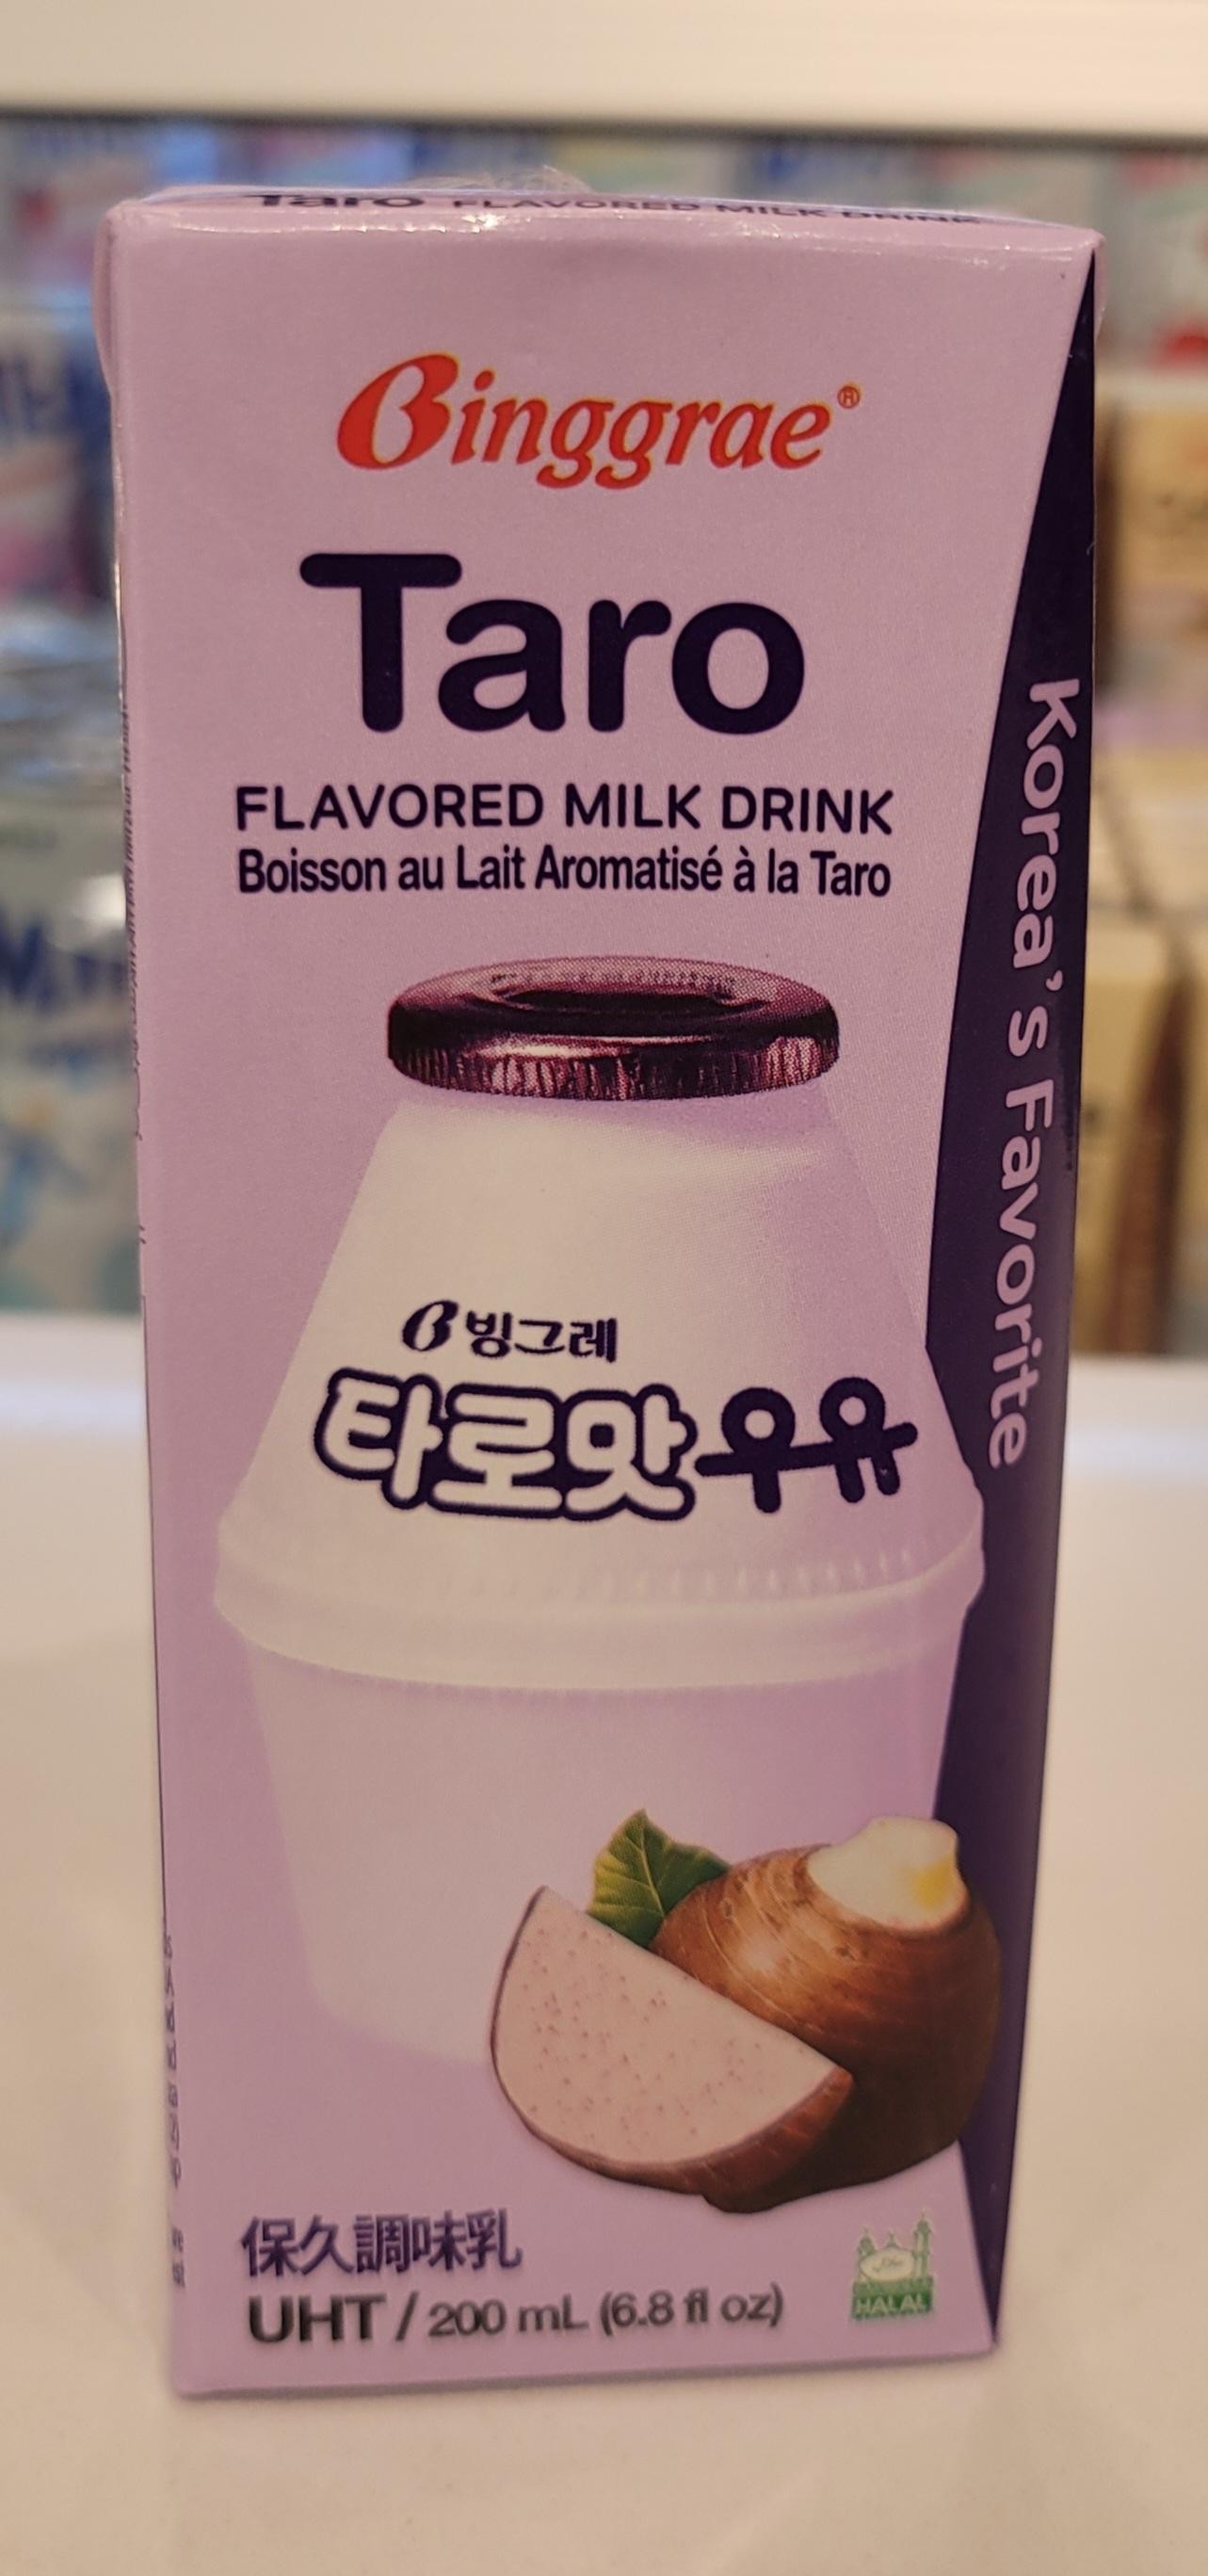 Taro FLAVORED MILK DRINK
Binggrae®
Taro
FLAVORED MILK DRINK
Boisson au Lait Aromatisé à la Taro
Korea's Favorite
빙그레
타로맛우유
保久調味乳
UHT / 200 mL (6.8 fl oz)
HALAL